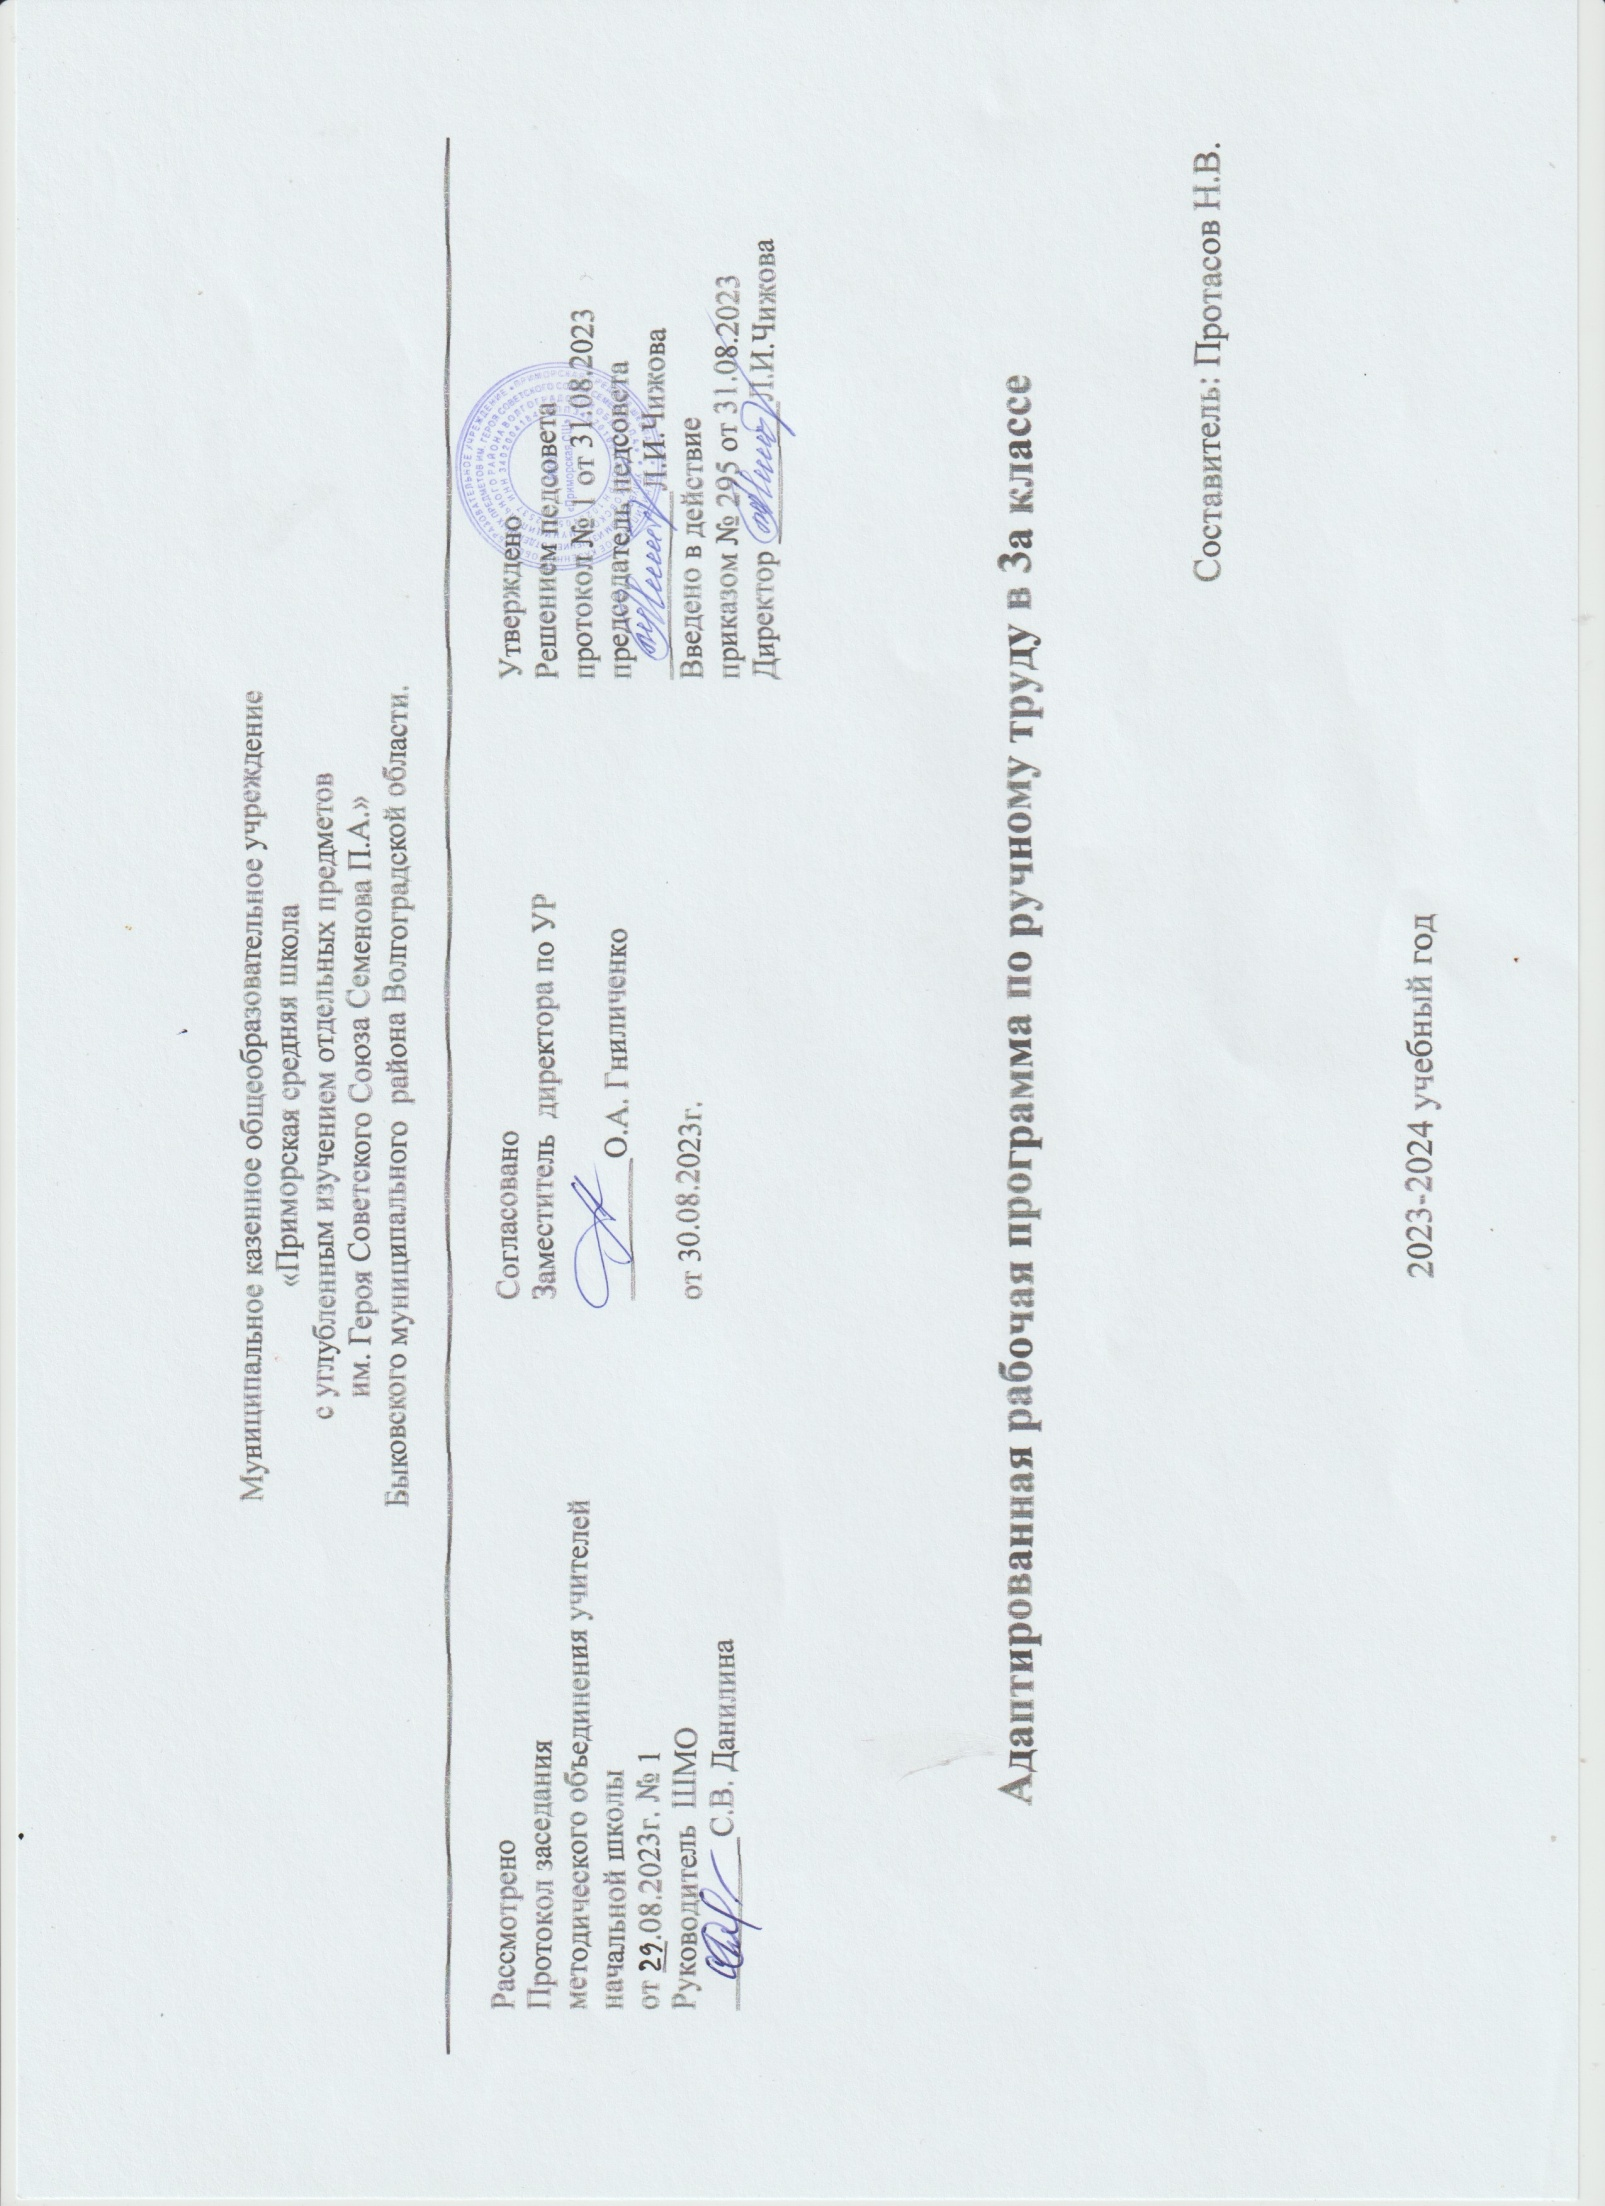 Муниципальное казенное общеобразовательное учреждение
«Приморская средняя школа
с углубленным изучением отдельных предметов
им. Героя Советского Союза Семенова П.А.»
Быковского муниципального района Волгоградской области.
Рассмотрено
Протокол заседания
методического объединения учителей
начальной школы
от 29.08.2023г. № 1
Руководитель ШМО
С.В. Данилина
Согласовано
Заместитель директора по УР
О.А. Гниличенко
от 30.08.2023г.
Утверждено
Решением педсовета
протокол № 1 от 31.08.2023
председатель педсовета
Л.И.Чижова
Введено в действие
приказом № 295 от 31.08.2023
Директор Л.И.Чижова
Адаптированная рабочая программа по ручному труду в 3а классе
Составитель: Протасов Н.В.
2023-2024 учебный год